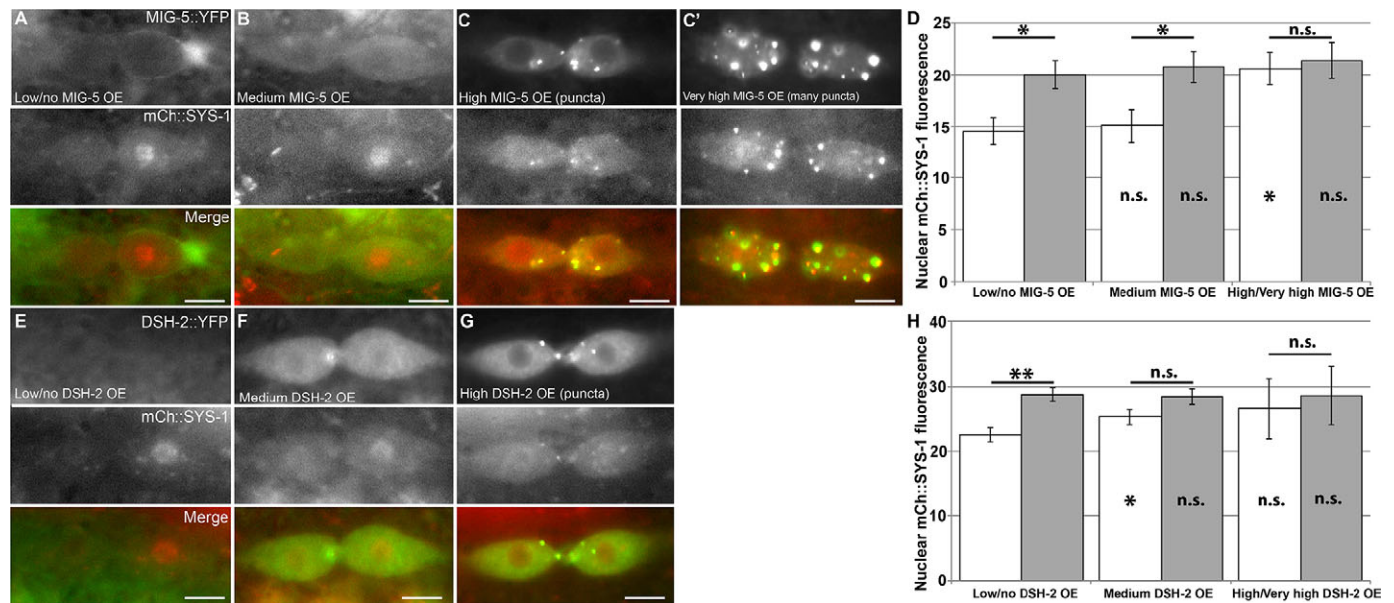 A
MIG-5::YFP
Low/no MIG-5 OE
mCh::SYS-1
Merge
B
Medium MIG-5 OE
C
High MIG-5 OE (puncta)
C'
Very high MIG-5 OE (many puncta)
D
Nuclear mCh::SYS-1 fluorescence
25
20
15
10
5
0
* * n.s.
n.s. n.s. * n.s.
Low/no MIG-5 OE Medium MIG-5 OE High/Very high MIG-5 OE
E
DSH-2::YFP
Low/no DSH-2 OE
mCh::SYS-1
Merge
F
Medium DSH-2 OE
G
High DSH-2 OE (puncta)
H
Nuclear mCh::SYS-1 fluorescence
40
30
20
10
0
** n.s. n.s.
* n.s. n.s. n.s.
Low/no DSH-2 OE Medium DSH-2 OE High/Very high DSH-2 OE